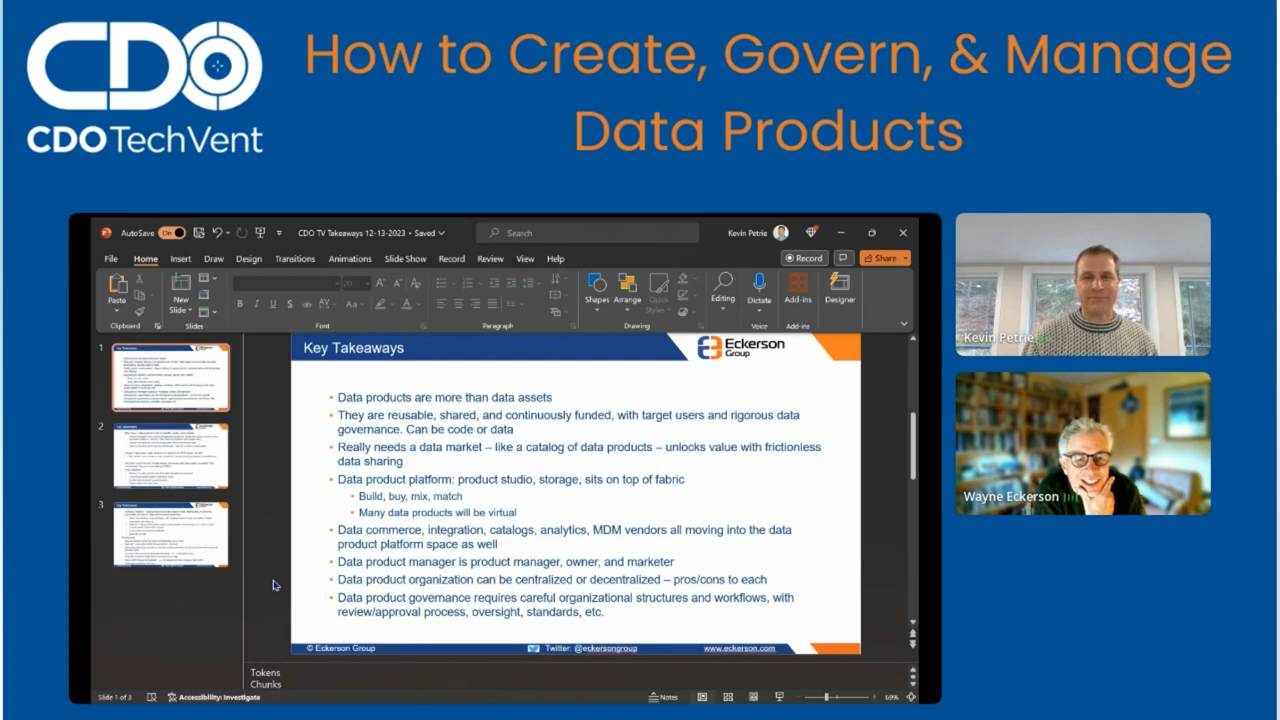 CDO
CDO TechVent
How to Create, Govern, & Manage
Data Products
AutoSave On
CDO TV Takeaways 12-13-2023 • Saved
Search
Kevin Petrie
File Home Insert Draw Design Transitions Animations Slide Show Record Review View Help
Record
Share
Paste
New
Slide
20
Shapes
Arrange
Quick
Styles
Editing
Dictate
Add-ins
Designer
Clipboard
Slides
Font
Paragraph
Drawing
Voice
Add-ins
1
2
3
Key Takeaways
Eckerson
Group
• Data products are more than data assets
• They are reusable, shared, and continuously funded, with target users and rigorous data
governance. Can be code or data
• Really needs a data market – like a catalog of data products – unlocks value with frictionless
data sharing
• Data product platform: product studio, storage, sits on top of fabric
• Build, buy, mix, match
• Many data products will be virtual
• Data commerce, integration, catalogs, analytics, MDM vendors all moving into the data
product platform space as well
• Data product manager is product manager, owner, and marketer
• Data product organization can be centralized or decentralized – pros/cons to each
• Data product governance requires careful organizational structures and workflows, with
review/approval process, oversight, standards, etc.
© Eckerson Group
Twitter: @eckersongroup
www.eckerson.com
Tokens
Chunks
Slide 1 of 3
Accessibility: Investigate
Notes
69%
Kevin Petrie
Wayne Eckerson